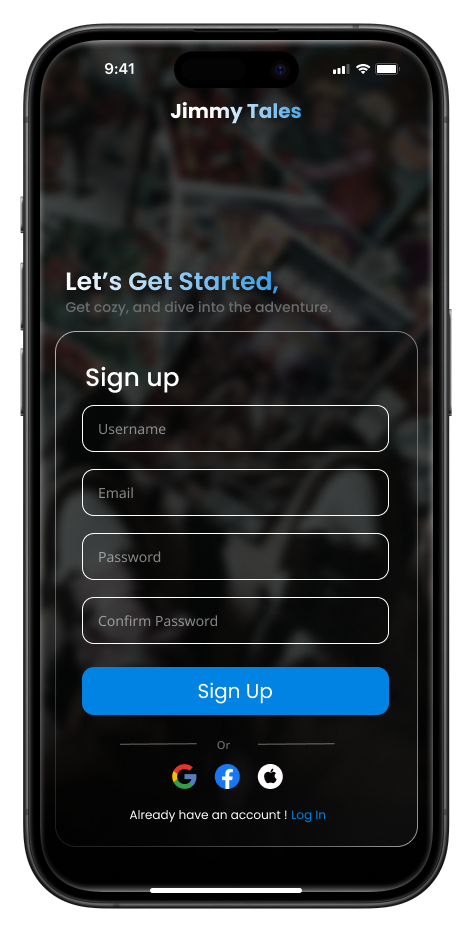 9:41
Jimmy Tales
Let’s Get Started,
Get cozy, and dive into the adventure.
Sign up
Username
Email
Password
Confirm Password
Sign Up
Or
Already have an account ! Log In